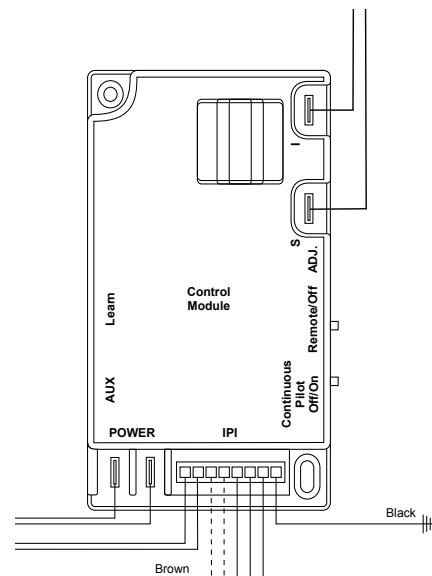 I
S
ADJ.
Control
Module
Learn
Remote/Off
AUX
Continuous
Pilot
Off/On
POWER
IPI
Black
Brown